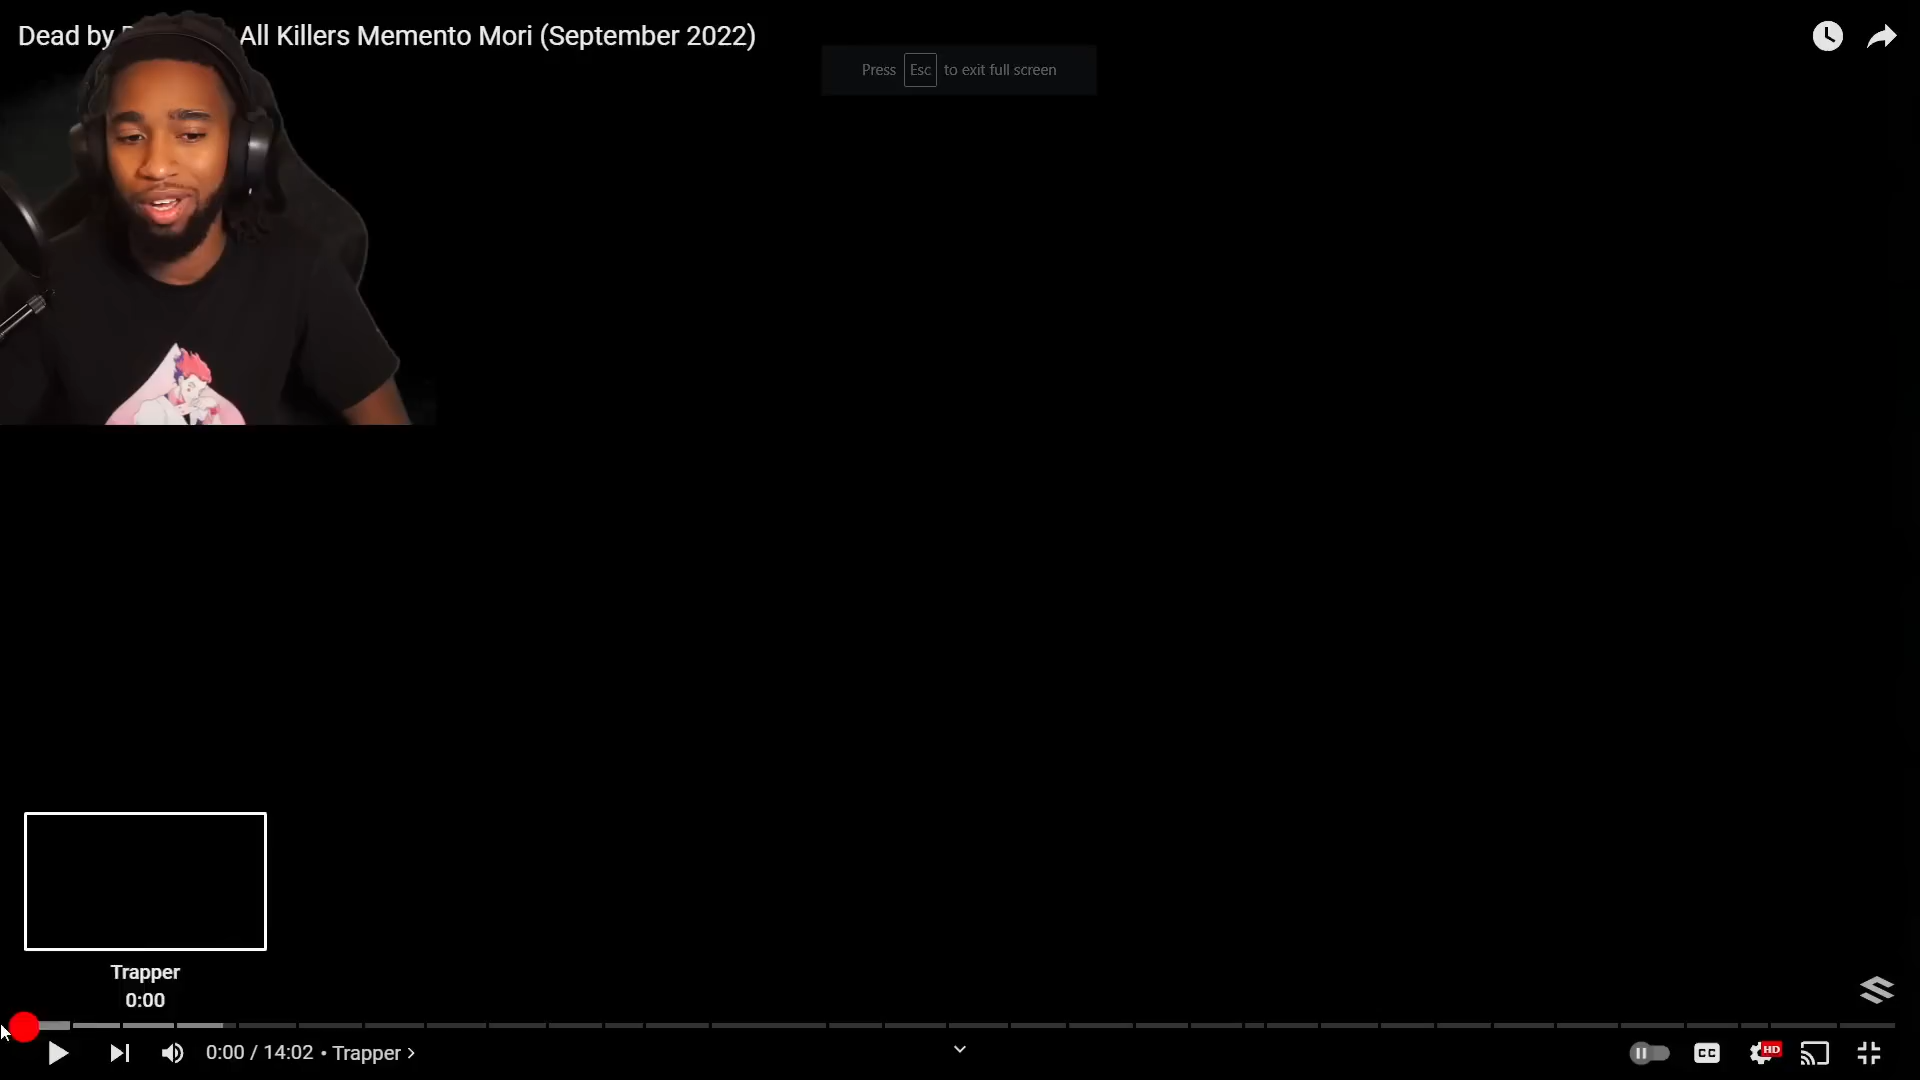 Dead by
All Killers Memento Mori (September 2022)
Press Esc to exit full screen
Trapper
0:00
0:00 / 14:02 • Trapper >
CC
HD